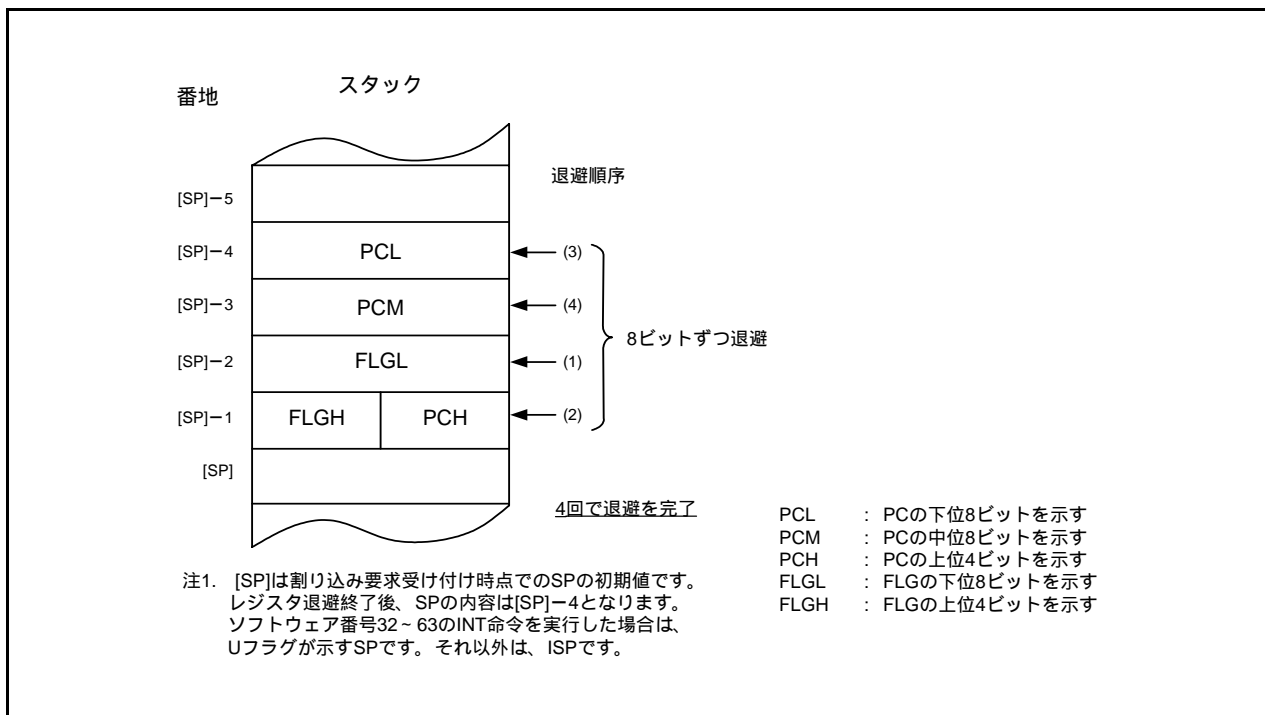 番地
スタック
退避順序
[SP]−5
[SP]−4 PCL (3)
[SP]−3 PCM (4)
8ビットずつ退避
[SP]−2 FLGL (1)
[SP]−1 FLGH PCH (2)
[SP]
4回で退避を完了
PCL : PCの下位8ビットを示す
PCM : PCの中位8ビットを示す
PCH : PCの上位4ビットを示す
FLGL : FLGの下位8ビットを示す
FLGH : FLGの上位4ビットを示す
注1. [SP]は割り込み要求受け付け時点でのSPの初期値です。
レジスタ退避終了後、SPの内容は[SP]−4となります。
ソフトウェア番号32~63のINT命令を実行した場合は、
Uフラグが示すSPです。それ以外は、ISPです。